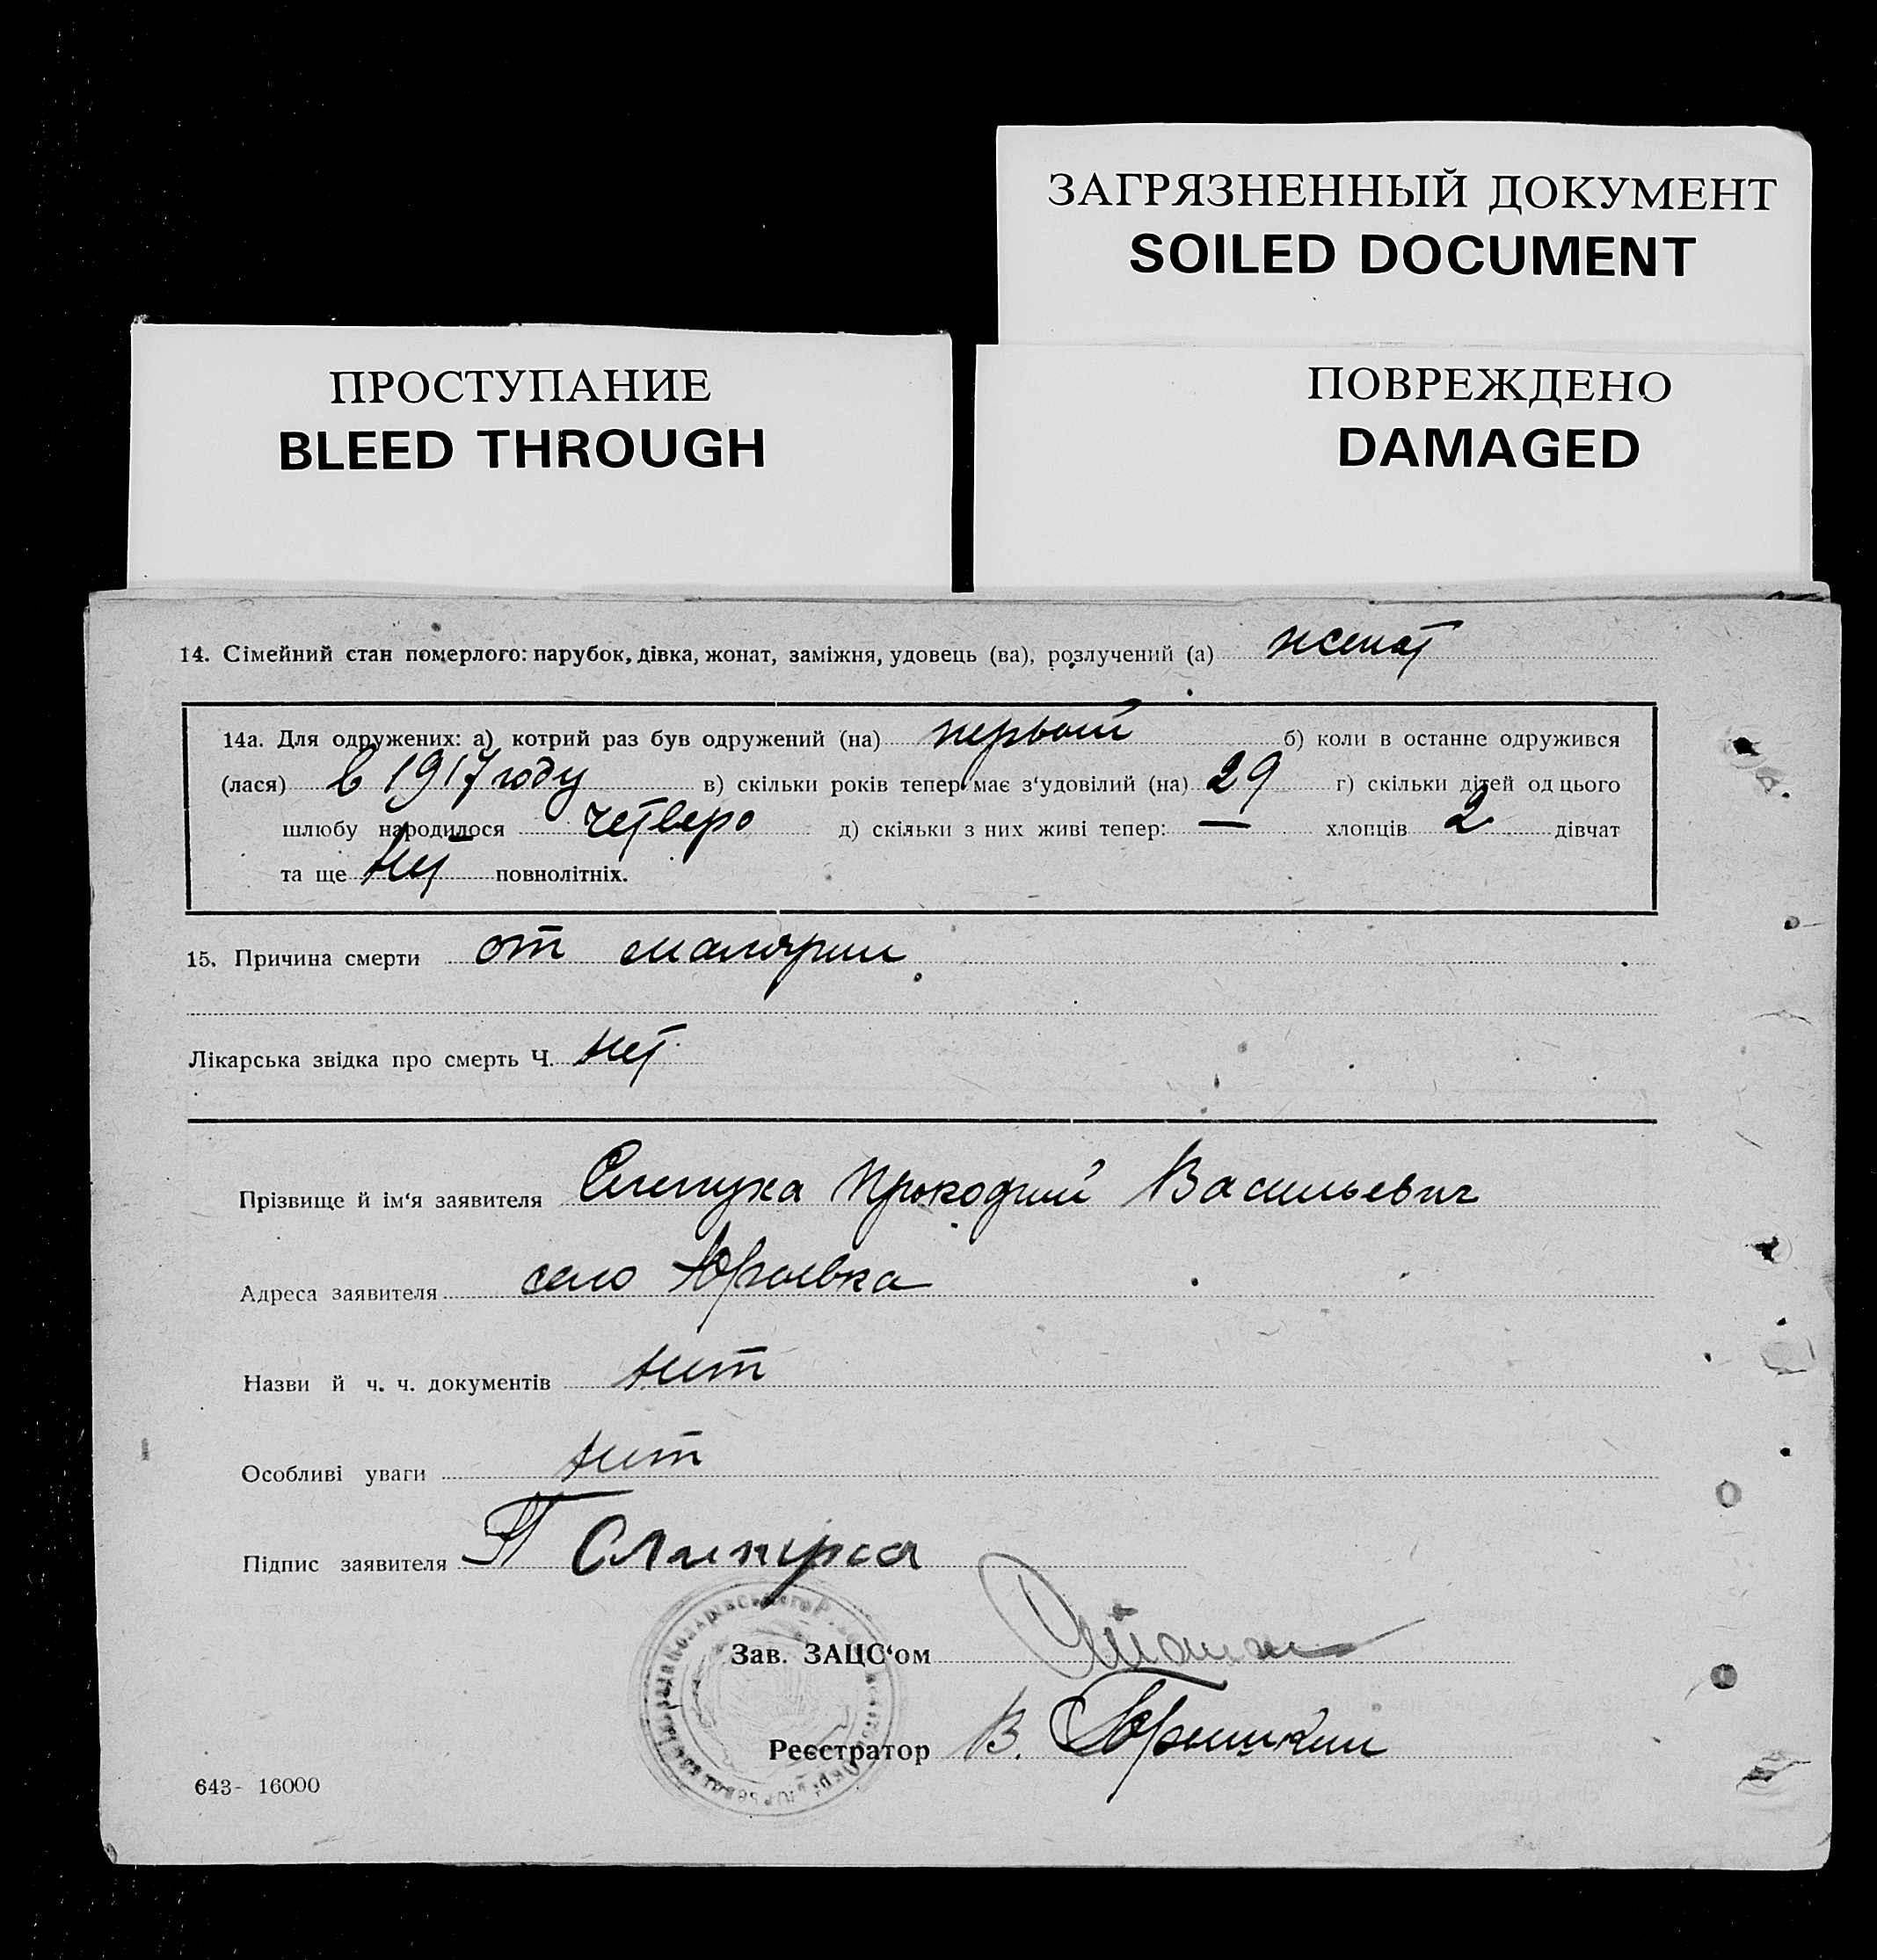 ЗАГРЯЗНЕННЫЙ ДОКУМЕНТ
SOILED DOCUMENT
ПРОСТУПАНИЕ
BLEED THROUGH
ПОВРЕЖДЕНО
DAMAGED
14. Сімейний стан померлого: парубок, дівка, жонат, заміжня, удовець (ва), розлучений (а) женат
14а. Для одружених: а) котрий раз був одружений (на) первый б) коли в останнє одружився
(лася) в 1917 году в) скільки років тепер має з‘удовілий (на) 29 г) скільки дітей од цього
шлюбу народилося четверо д) скільки з них живі тепер: — хлопців 2 дівчат
та ще нет повнолітніх.
15. Причина смерти от малярии
Лікарська звідка про смерть Ч. нет
Прізвище й ім‘я заявителя Василь­евич
Адреса заявителя село Юрьевка
Назви й ч. ч. документів нет
Особливі уваги нет
Підпис заявителя П
Зав. ЗАЦС‘ом
Реєстратор В.
643- 16000